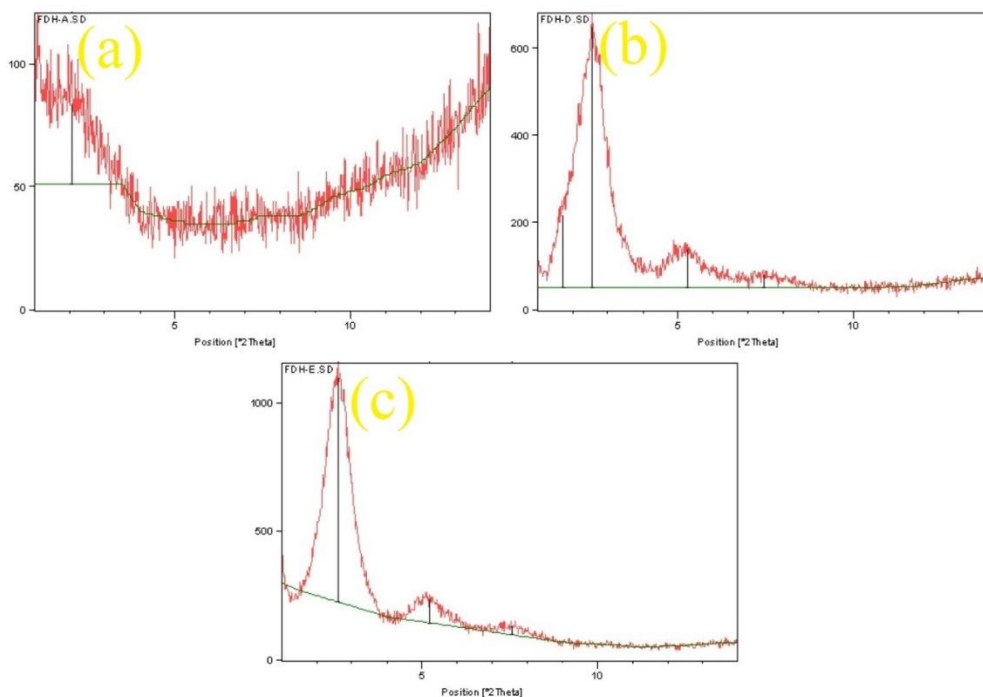 FDH-A.SD
(a)
100
50
0
5
10
Position [°2Theta]
FDH-D.SD
(b)
600
400
200
0
5
10
Position [°2Theta]
FDH-E.SD
(c)
1000
500
0
5
10
Position [°2Theta]